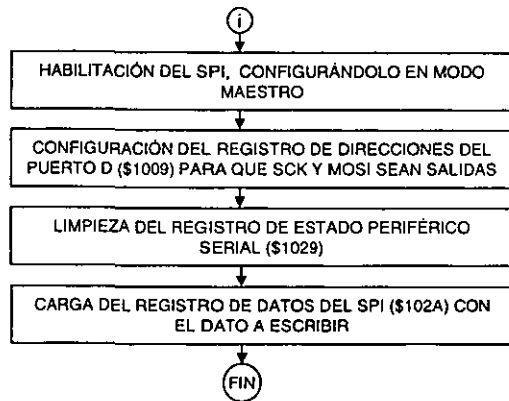 i
HABILITACIÓN DEL SPI, CONFIGURÁNDOLO EN MODO
MAESTRO
CONFIGURACIÓN DEL REGISTRO DE DIRECCIONES DEL
PUERTO D ($1009) PARA QUE SCK Y MOSI SEAN SALIDAS
LIMPIEZA DEL REGISTRO DE ESTADO PERIFÉRICO
SERIAL ($1029)
CARGA DEL REGISTRO DE DATOS DEL SPI ($102A) CON
EL DATO A ESCRIBIR
FIN